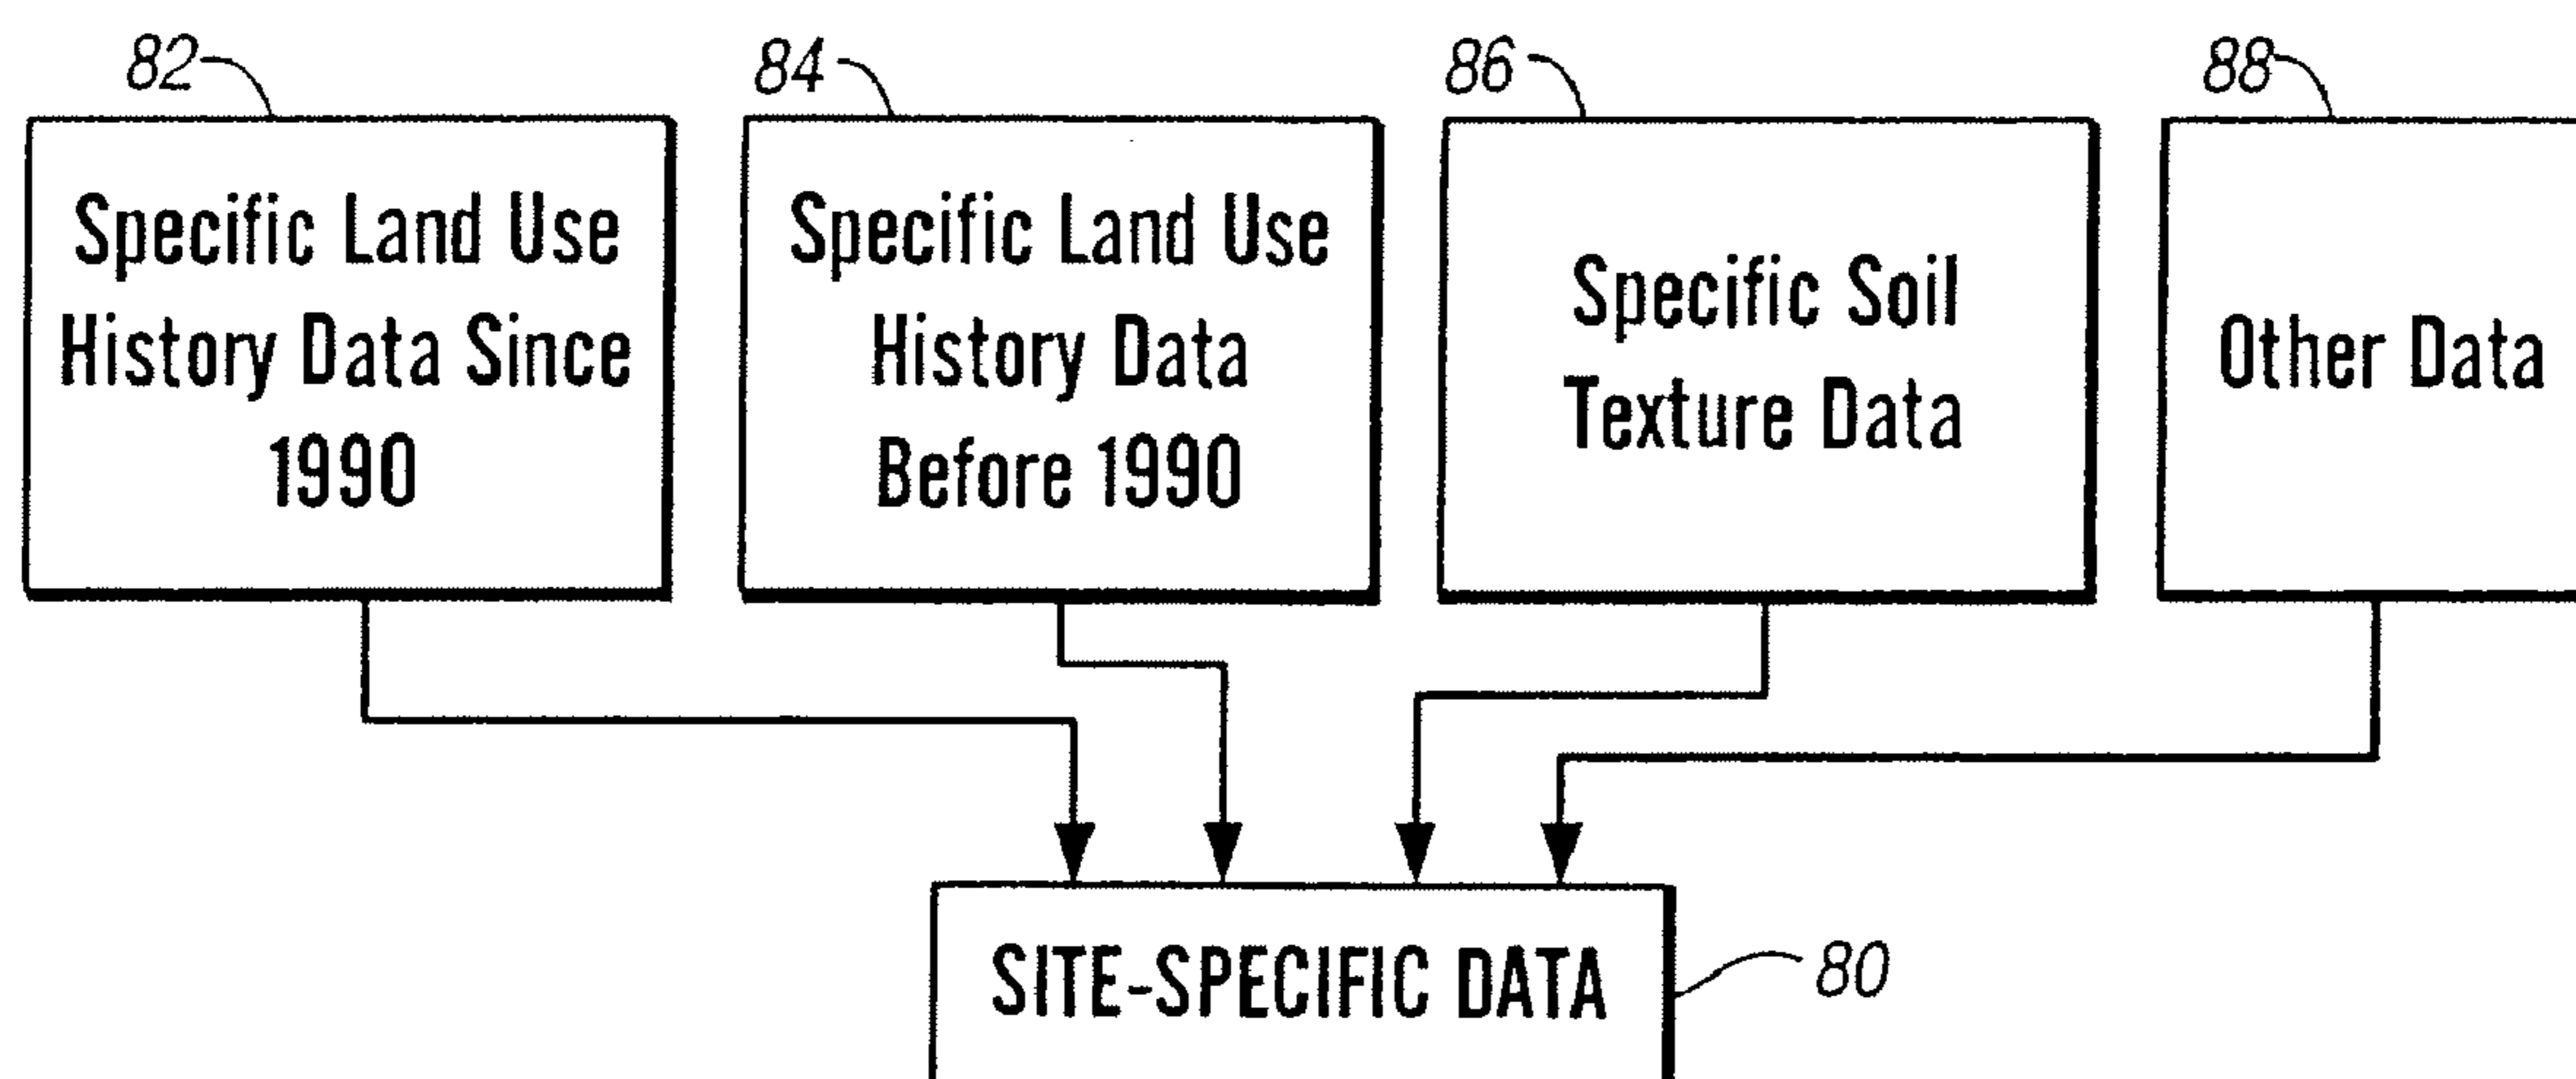 82
84
86
88
Specific Land Use
History Data Since
1990
Specific Land Use
History Data
Before 1990
Specific Soil
Texture Data
Other Data
SITE-SPECIFIC DATA
80